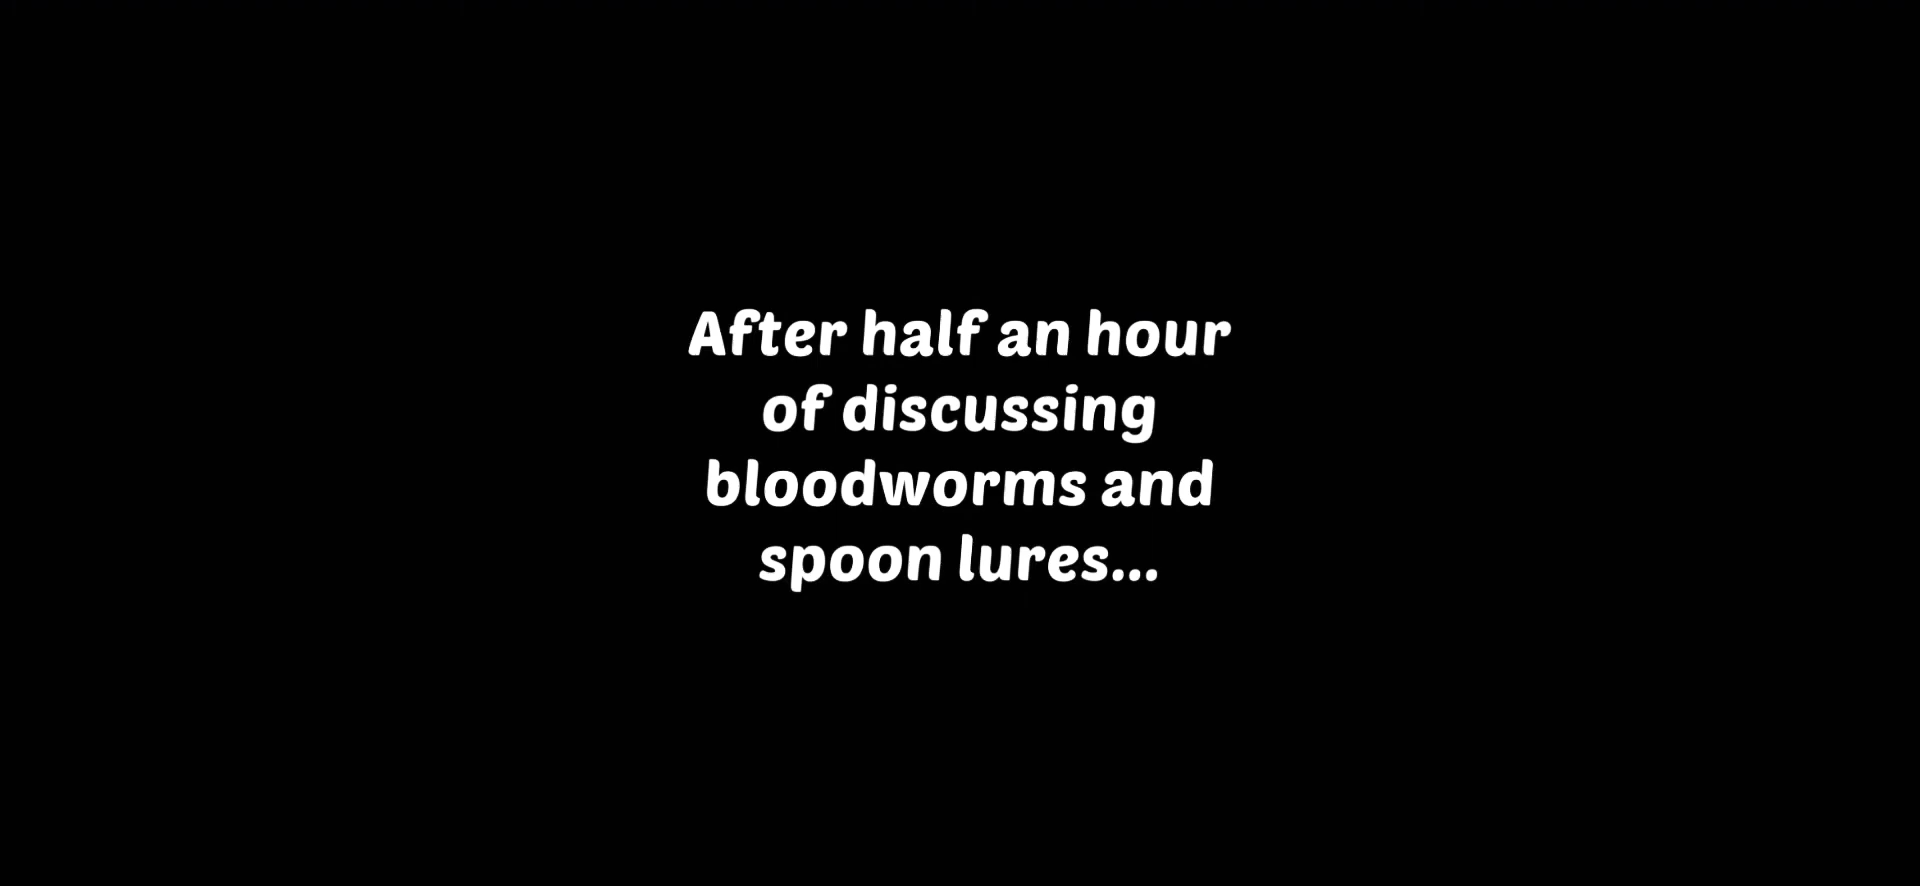 After half an hour
of discussing
bloodworms and
spoon lures...